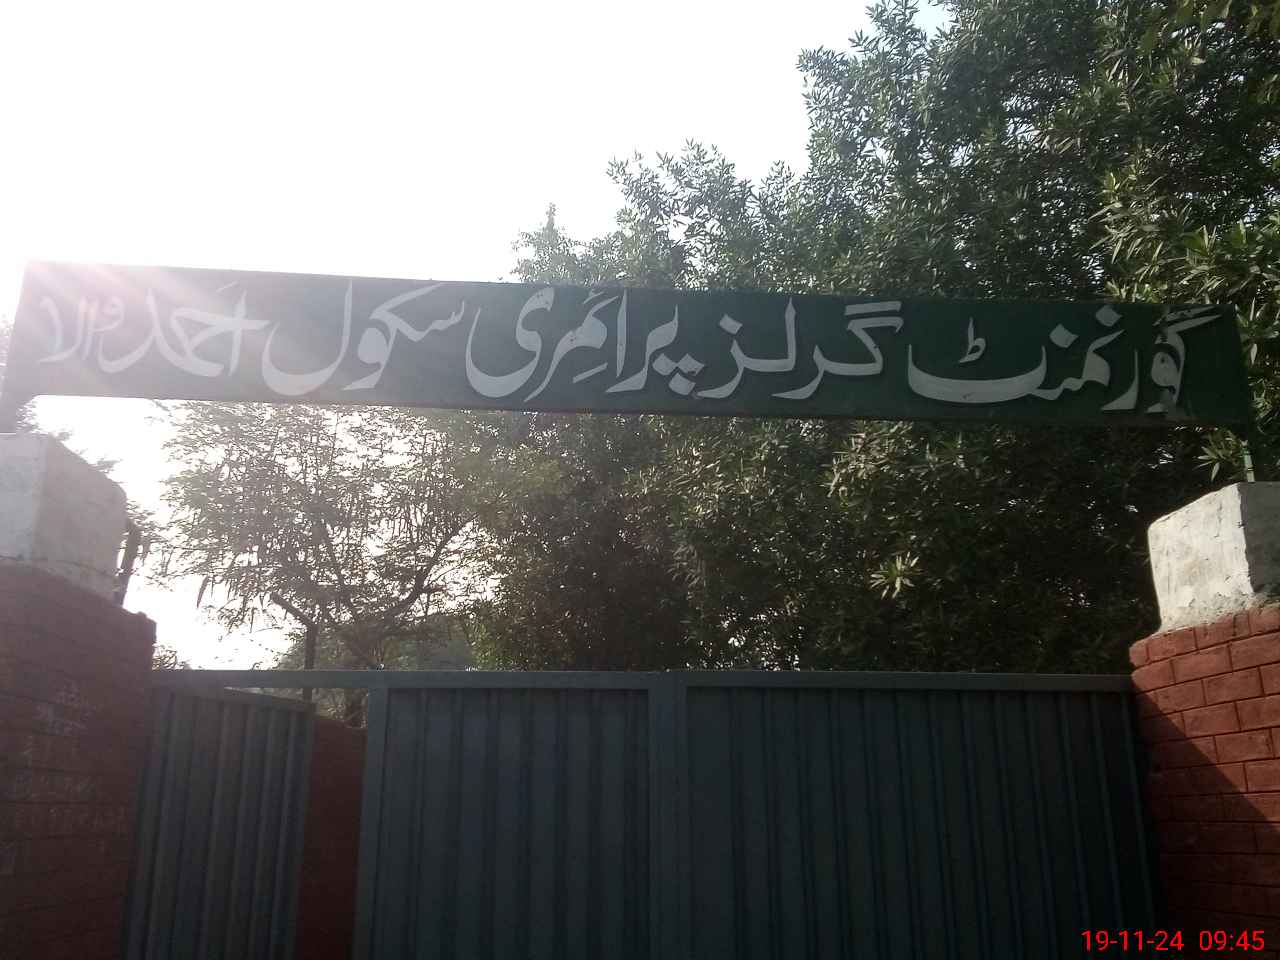 گورنمنٹ گرلز پرائمری سکول احمد والا
19-11-24 09:45